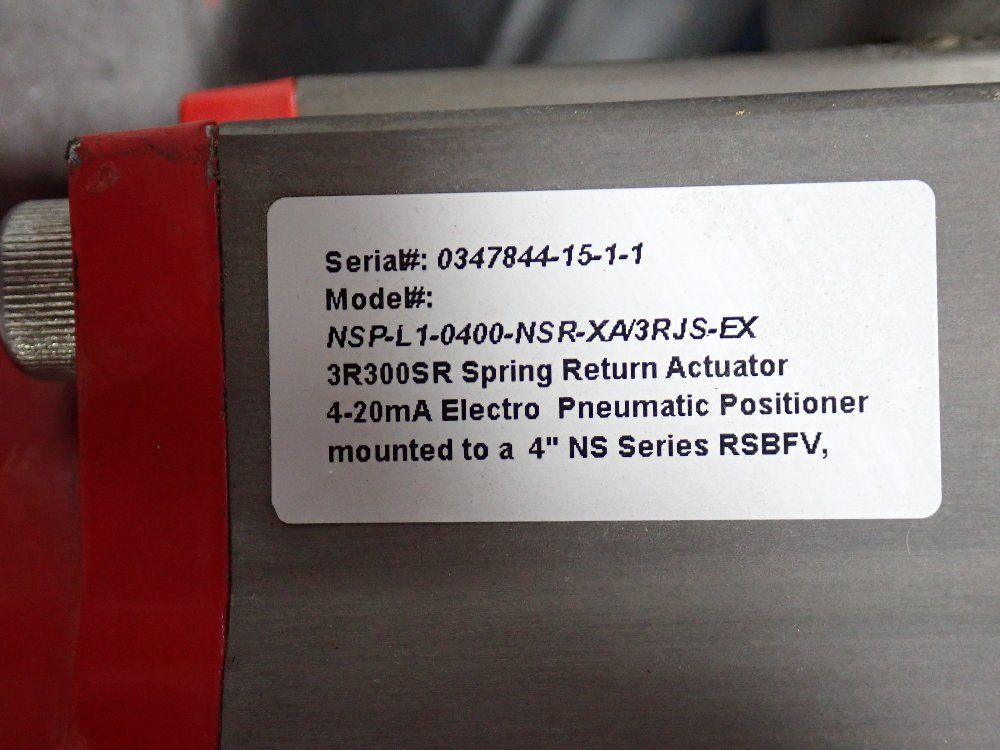 Serial#: 0347844-15-1-1
Model#:
NSP-L1-0400-NSR-XA/3RJS-EX
3R300SR Spring Return Actuator
4-20mA Electro Pneumatic Positioner
mounted to a 4" NS Series RSBFV,